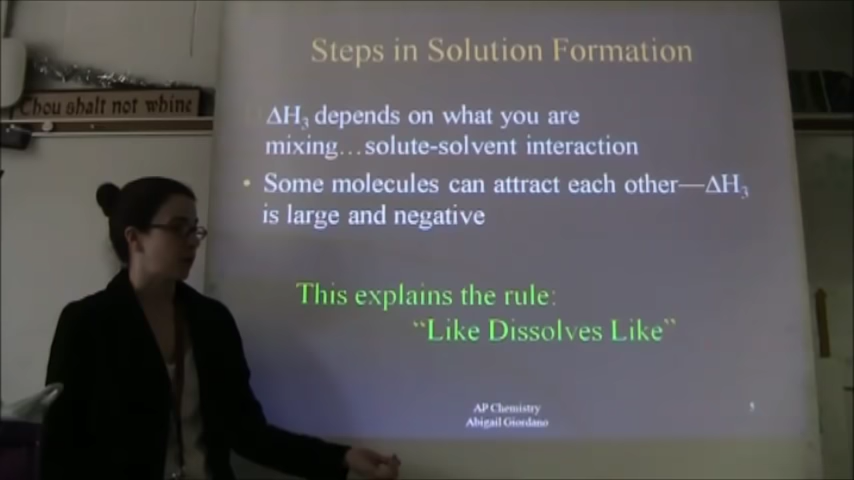 Steps in Solution Formation
Chou shalt not whine
ΔH₃ depends on what you are
mixing…solute-solvent interaction
• Some molecules can attract each other—ΔH₃
is large and negative
This explains the rule:
“Like Dissolves Like”
AP Chemistry
Abigail Giordano
5